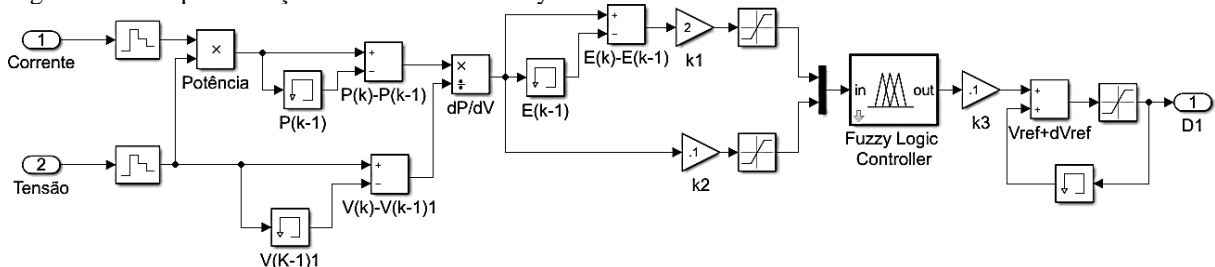 1
Corrente
×
Potência
P(k-1)
+
−
P(k)-P(k-1)
×
÷
dP/dV
E(k-1)
+
−
E(k)-E(k-1)
2
k1
.1
k2
in
out
Fuzzy Logic
Controller
.1
k3
+
+
Vref+dVref
1
D1
2
Tensão
V(K-1)1
+
−
V(k)-V(k-1)1